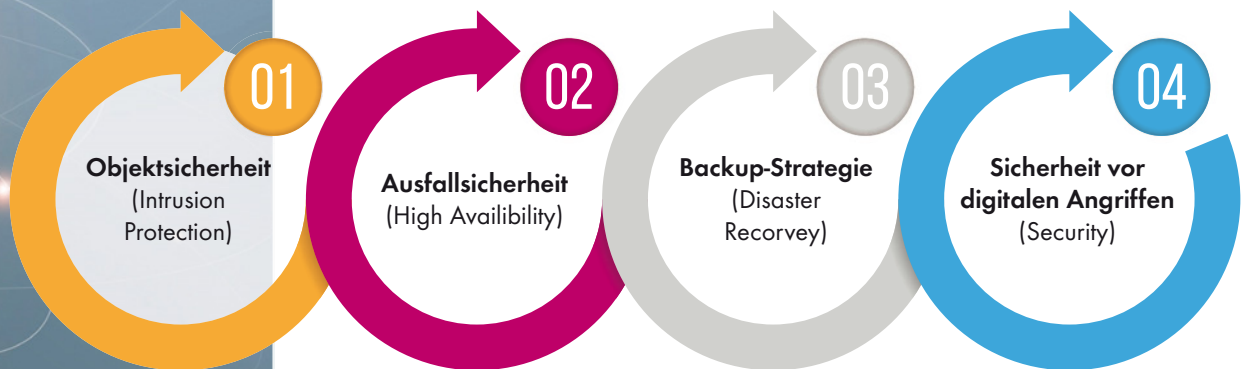 01
Objektsicherheit
(Intrusion
Protection)
02
Ausfallsicherheit
(High Availibility)
03
Backup-Strategie
(Disaster
Recorvey)
04
Sicherheit vor
digitalen Angriffen
(Security)